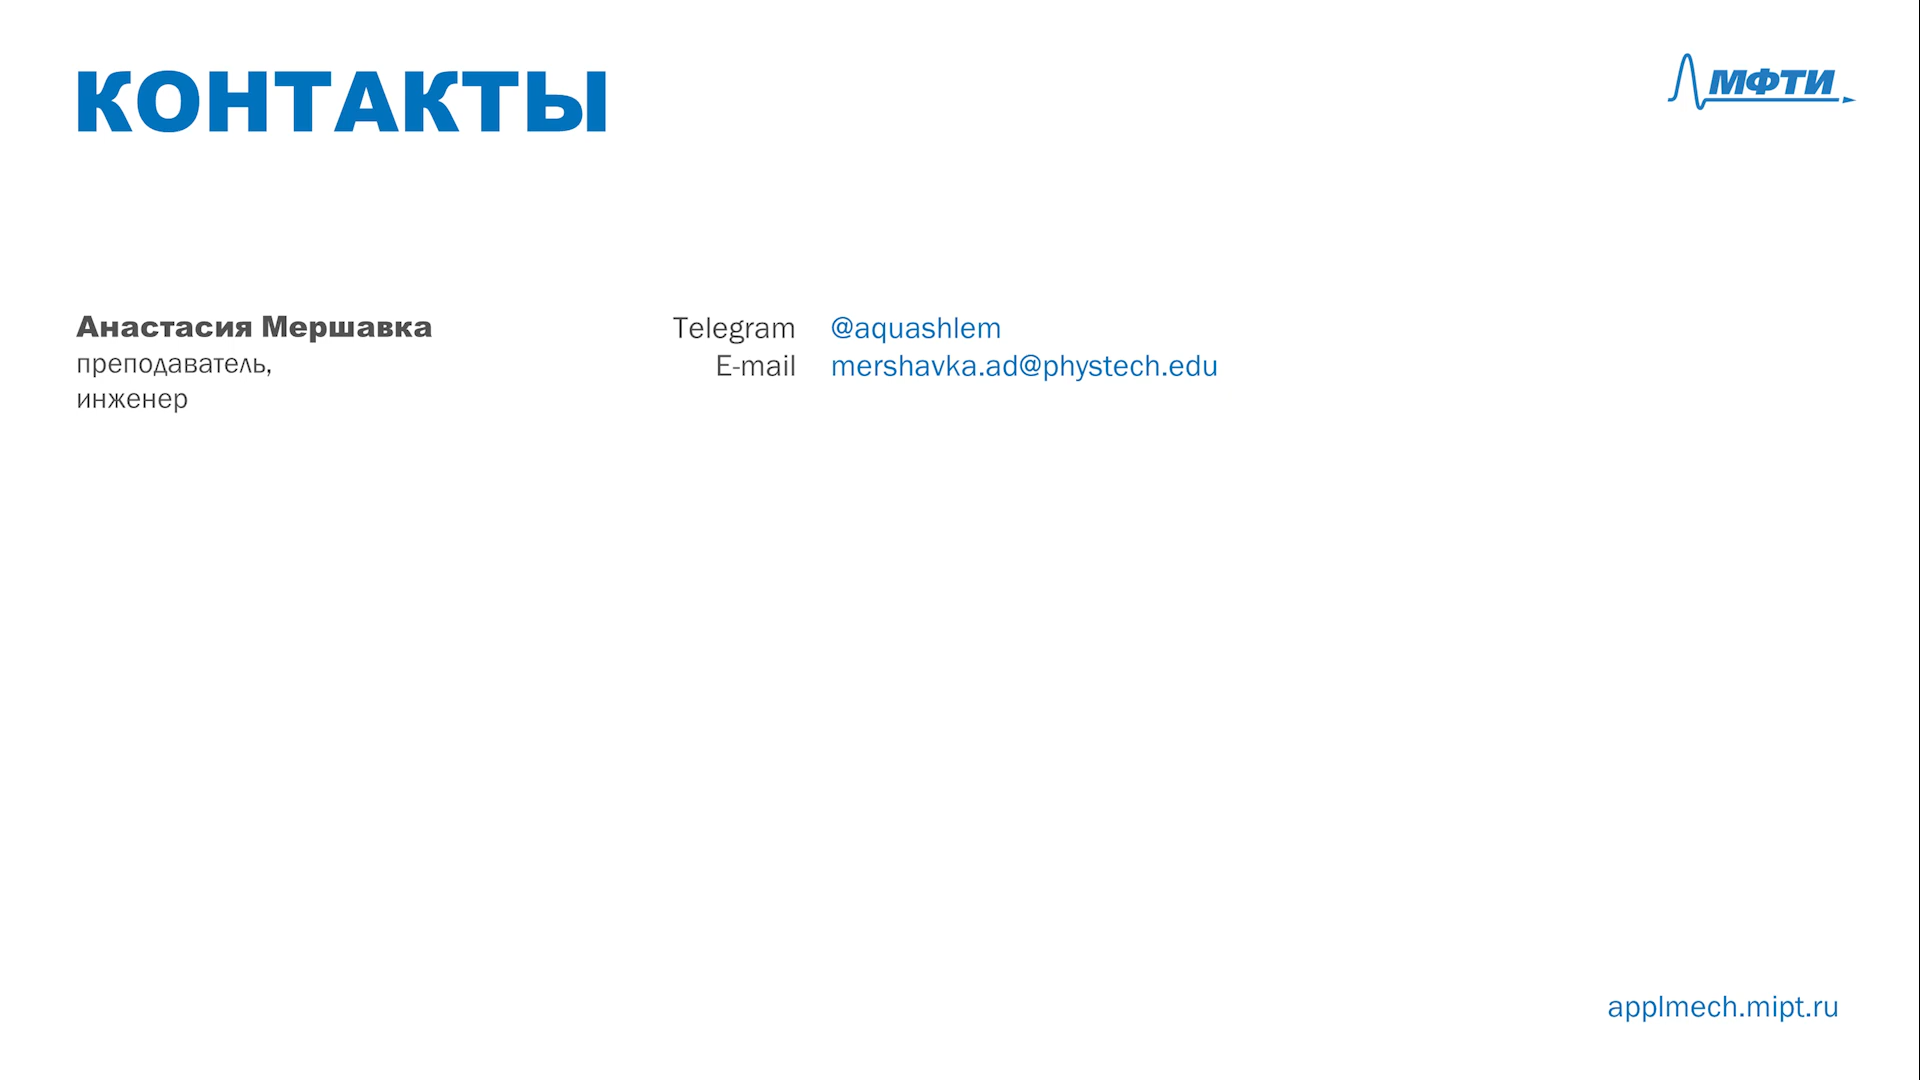 КОНТАКТЫ
МФТИ
Анастасия Мершавка
преподаватель,
инженер
Telegram @aquashlem
E-mail mershavka.ad@phystech.edu
applmech.mipt.ru